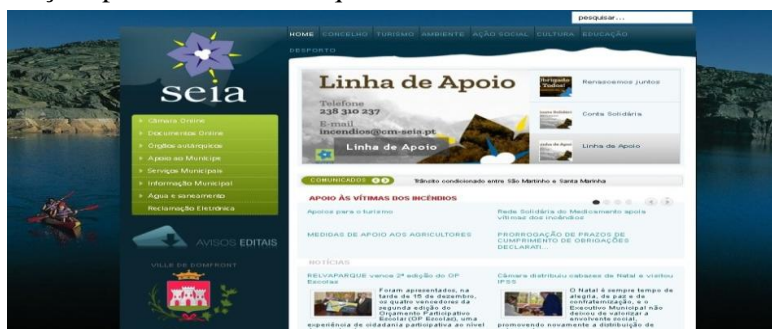 pesquisar...
HOME CONCELHO TURISMO AMBIENTE AÇÃO SOCIAL CULTURA EDUCAÇÃO
DESPORTO
seia
Linha de Apoio
Telefone
238 310 237
E-mail
incendios@cm-seia.pt
Linha de Apoio
Obrigado
Todos!
Renascemos juntos
Conta Solidária
Linha de Apoio
Câmara Online
Documentos Online
Órgãos autárquicos
Apoio ao Munícipe
Serviços Municipais
Informação Municipal
Água e saneamento
Reclamação Eletrónica
AVISOS EDITAIS
VILLE DE DOMFRONT
COMUNICADOS
Trânsito condicionado entre São Martinho e Santa Marinha
APOIO ÀS VÍTIMAS DOS INCÊNDIOS
Apoios para o turismo
Rede Solidária do Medicamento apoia
vítimas dos incêndios
MEDIDAS DE APOIO AOS AGRICULTORES
PRORROGAÇÃO DE PRAZOS DE
CUMPRIMENTO DE OBRIGAÇÕES
DECLARATI...
NOTÍCIAS
RELVAPARQUE vence 2ª edição do OP
Escolas
Foram apresentados, na
tarde de 15 de dezembro,
os quatro vencedores da
segunda edição do
Orçamento Participativo
Escolar (OP Escolas), uma
experiência de cidadania participativa ao nível
Câmara distribuiu cabazes de Natal e visitou
IPSS
O Natal é sempre tempo de
alegria, de paz e de
confraternização, e o
Executivo Municipal não
deixou de valorizar a
envolvente social,
promovendo novamente a distribuição de